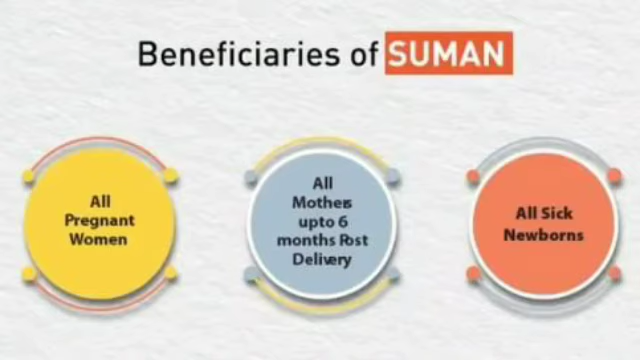 Beneficiaries of SUMAN
All
Pregnant
Women
All
Mothers
upto 6
months Post
Delivery
All Sick
Newborns